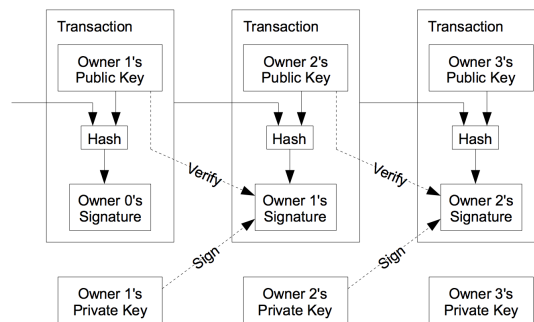 Transaction
Transaction
Transaction
Owner 1's
Public Key
Owner 2's
Public Key
Owner 3's
Public Key
Hash
Hash
Hash
Verify
Verify
Owner 0's
Signature
Owner 1's
Signature
Owner 2's
Signature
Sign
Sign
Owner 1's
Private Key
Owner 2's
Private Key
Owner 3's
Private Key